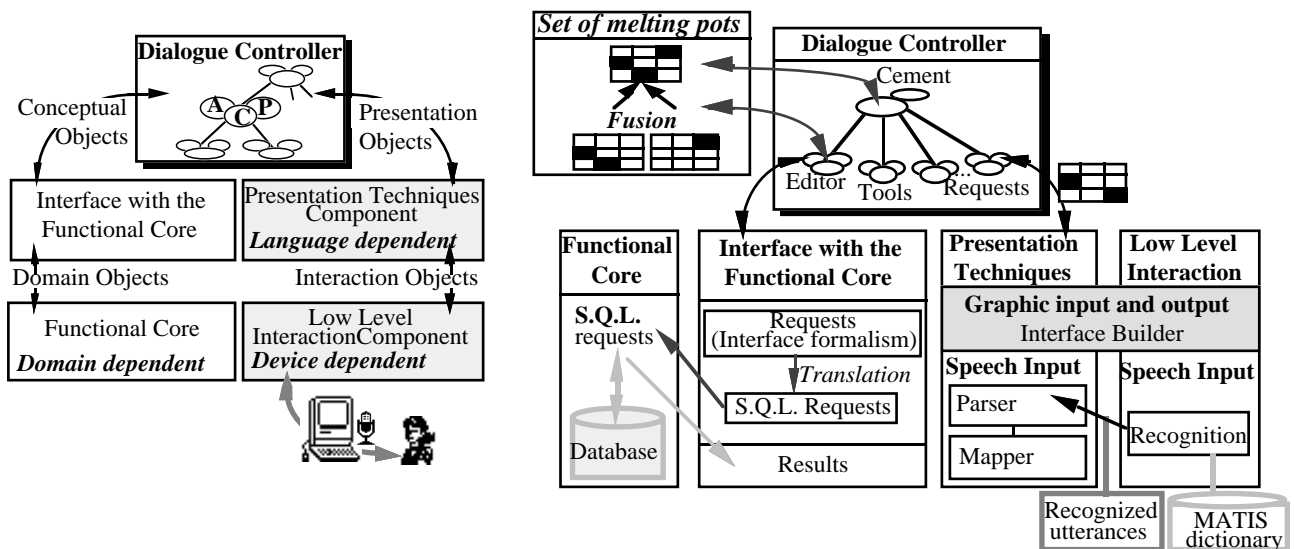 Dialogue Controller
A
C
P
Conceptual
Objects
Presentation
Objects
Interface with the
Functional Core
Presentation Techniques
Component
Language dependent
Domain Objects
Interaction Objects
Functional Core
Domain dependent
Low Level
InteractionComponent
Device dependent
Set of melting pots
Fusion
Dialogue Controller
Cement
Editor
Tools
...
Requests
Functional
Core
S.Q.L.
requests
Database
Interface with the
Functional Core
Requests
(Interface formalism)
Translation
S.Q.L. Requests
Results
Presentation
Techniques
Low Level
Interaction
Graphic input and output
Interface Builder
Speech Input
Parser
Mapper
Speech Input
Recognition
Recognized
utterances
MATIS
dictionary